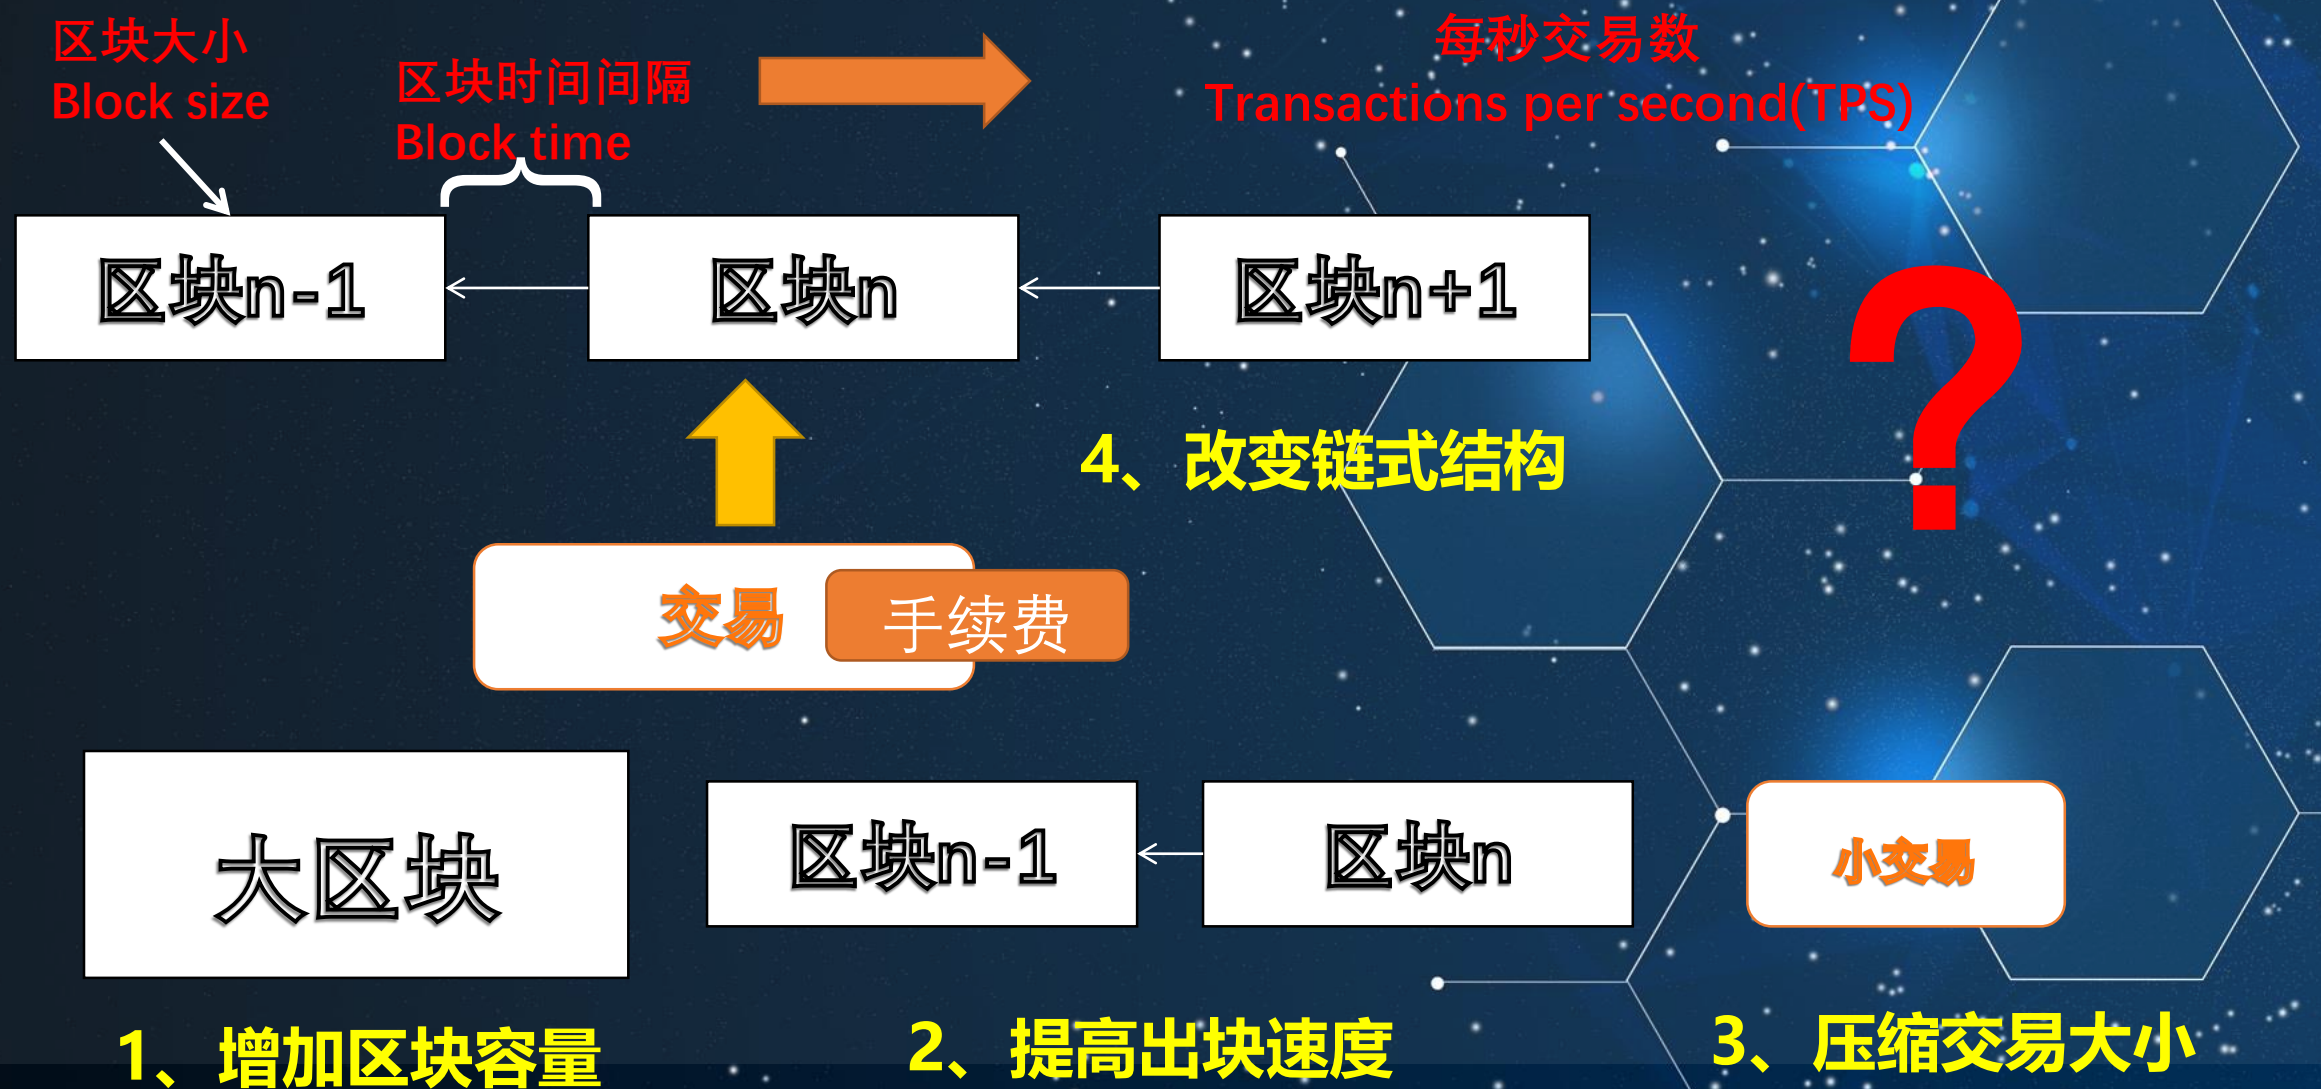 区块大小
Block size
区块时间间隔
Block time
每秒交易数
Transactions per second(TPS)
区块n-1
区块n
区块n+1
?
4、改变链式结构
交易
手续费
大区块
区块n-1
区块n
小交易
1、增加区块容量
2、提高出块速度
3、压缩交易大小